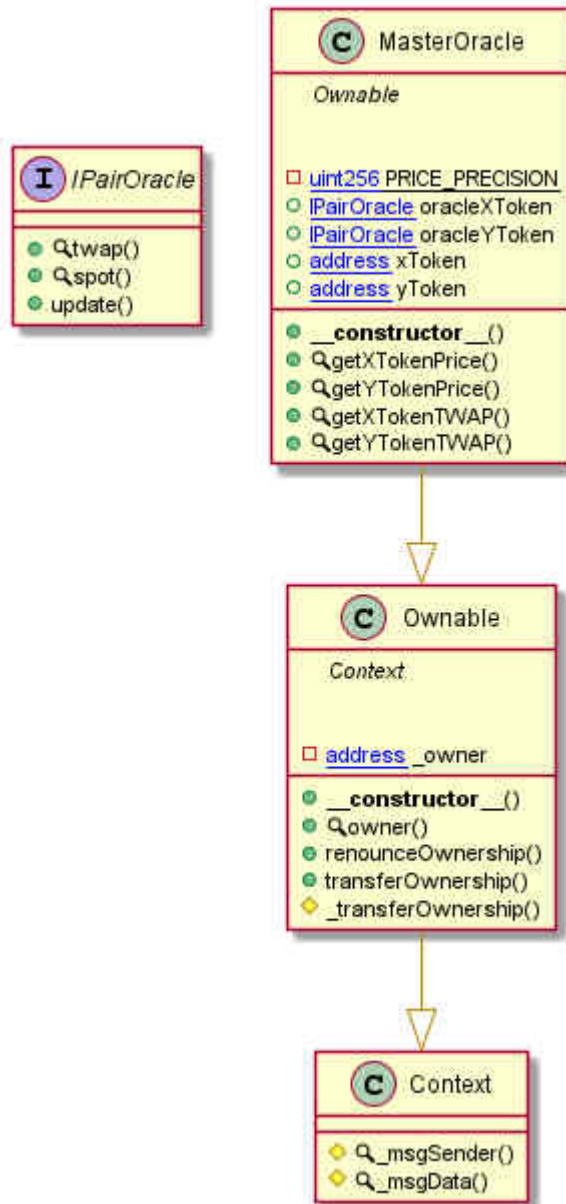 C MasterOracle
Ownable
uint256 PRICE_PRECISION
IPairOracle oracleXToken
IPairOracle oracleYToken
address xToken
address yToken
__constructor__()
getXTokenPrice()
getYTokenPrice()
getXTokenTWAP()
getYTokenTWAP()
I IPairOracle
twap()
spot()
update()
C Ownable
Context
address _owner
__constructor__()
owner()
renounceOwnership()
transferOwnership()
_transferOwnership()
C Context
_msgSender()
_msgData()